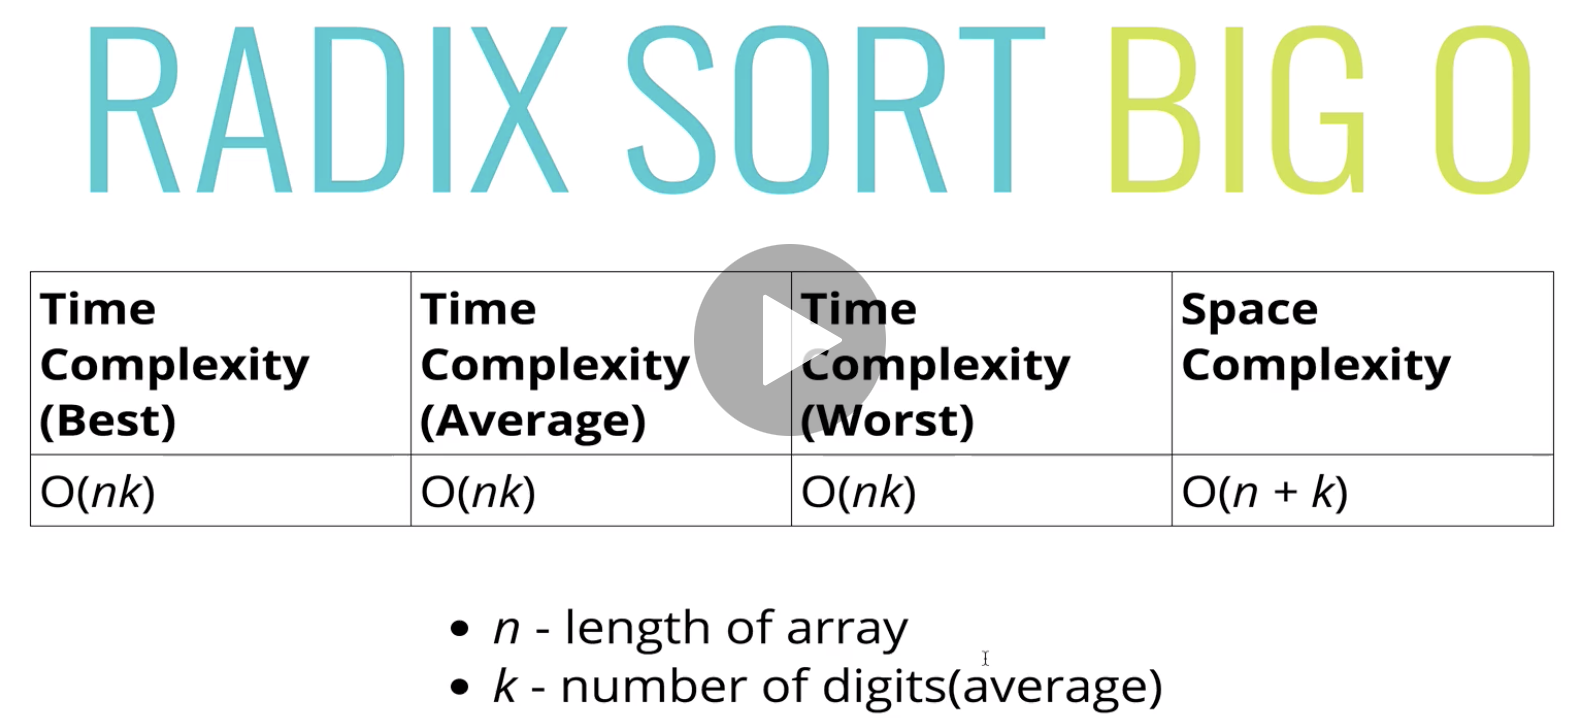 RADIX SORT BIG O
Time Complexity (Best)
Time Complexity (Average)
Time Complexity (Worst)
Space Complexity
O(nk)
O(nk)
O(nk)
O(n + k)
• n - length of array
• k - number of digits(average)